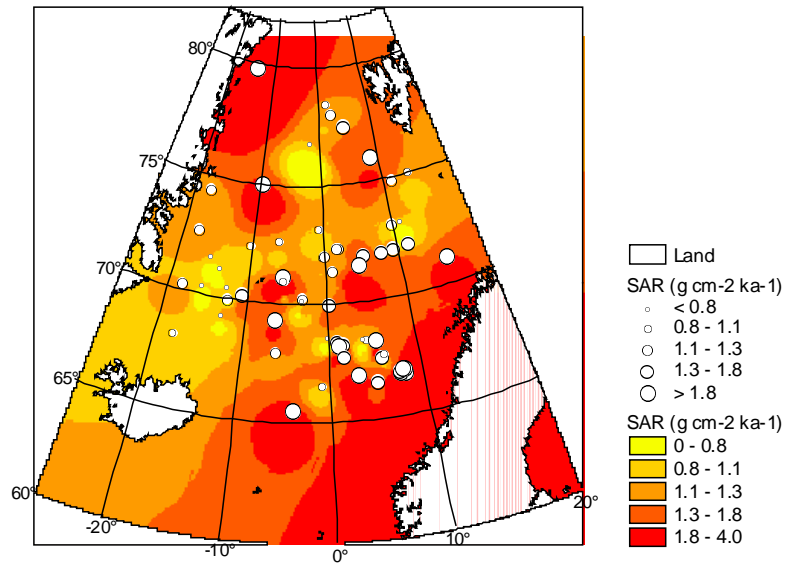 80°
75°
70°
65°
60°
-20°
-10°
0°
10°
20°
Land
SAR (g cm-2 ka-1)
< 0.8
0.8 - 1.1
1.1 - 1.3
1.3 - 1.8
> 1.8
SAR (g cm-2 ka-1)
0 - 0.8
0.8 - 1.1
1.1 - 1.3
1.3 - 1.8
1.8 - 4.0